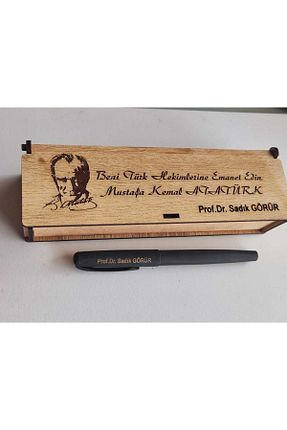 Beni Türk Hekimlerine Emanet Edin
Mustafa Kemal ATATÜRK
Prof.Dr. Sadık GÖRÜR
Prof.Dr. Sadık GÖRÜR